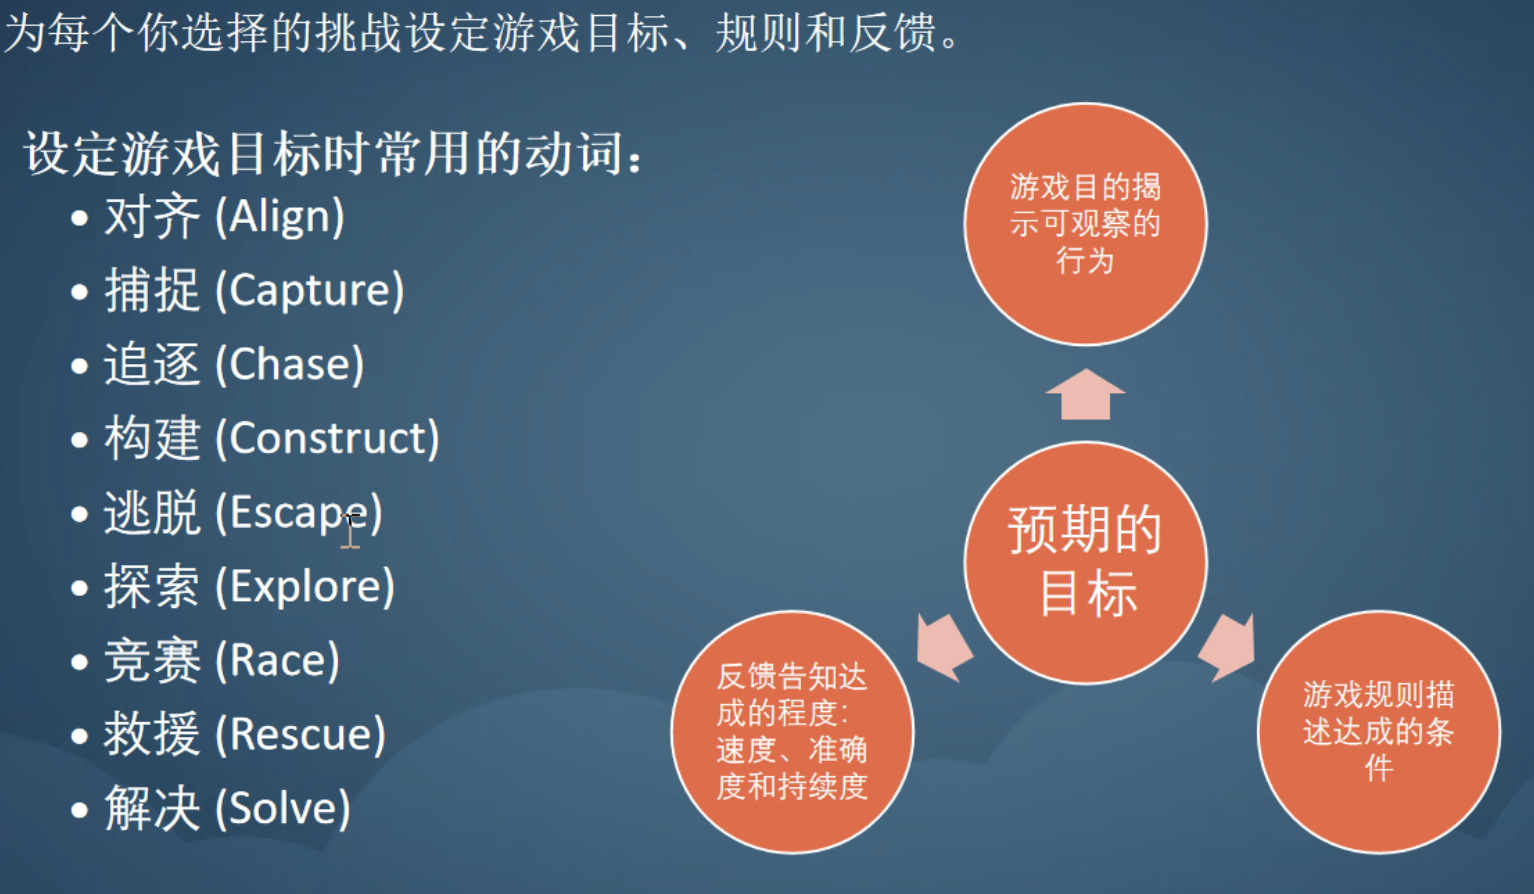 为每个你选择的挑战设定游戏目标、规则和反馈。
设定游戏目标时常用的动词：
• 对齐 (Align)
• 捕捉 (Capture)
• 追逐 (Chase)
• 构建 (Construct)
• 逃脱 (Escape)
• 探索 (Explore)
• 竞赛 (Race)
• 救援 (Rescue)
• 解决 (Solve)
游戏目的揭
示可观察的
行为
预期的
目标
反馈告知达
成的程度：
速度、准确
度和持续度
游戏规则描
述达成的条
件